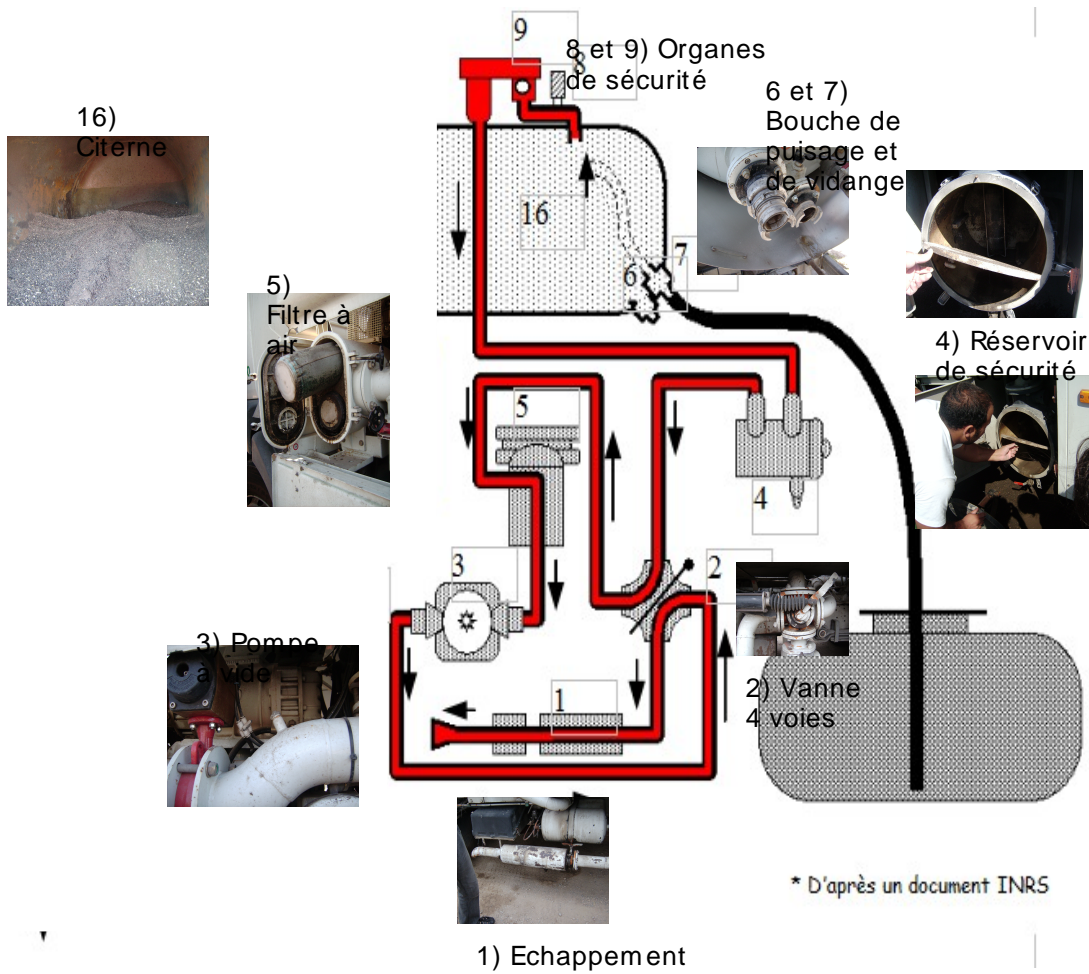 9
8 et 9) Organes
de sécurité
8
16)
Citerne
6 et 7)
Bouche de
puisage et
de vidange
16
7
6
5)
Filtre à
air
4) Réservoir
de sécurité
5
4
3
2
3) Pompe
à vide
2) Vanne
4 voies
1
* D'après un document INRS
1) Echappement